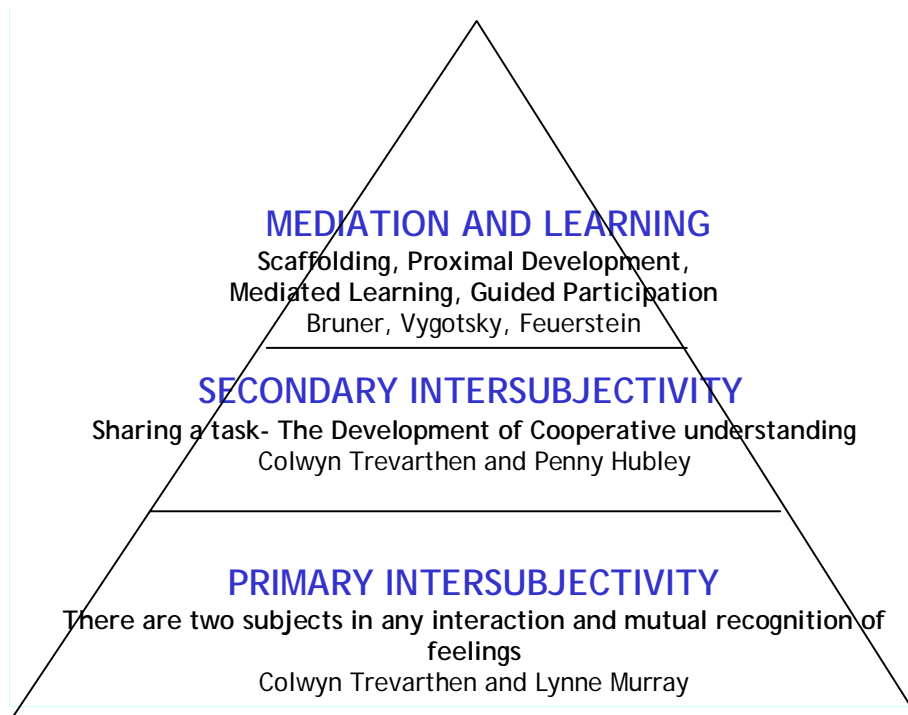 MEDIATION AND LEARNING
Scaffolding, Proximal Development,
Mediated Learning, Guided Participation
Bruner, Vygotsky, Feuerstein
SECONDARY INTERSUBJECTIVITY
Sharing a task- The Development of Cooperative understanding
Colwyn Trevarthen and Penny Hubley
PRIMARY INTERSUBJECTIVITY
There are two subjects in any interaction and mutual recognition of
feelings
Colwyn Trevarthen and Lynne Murray